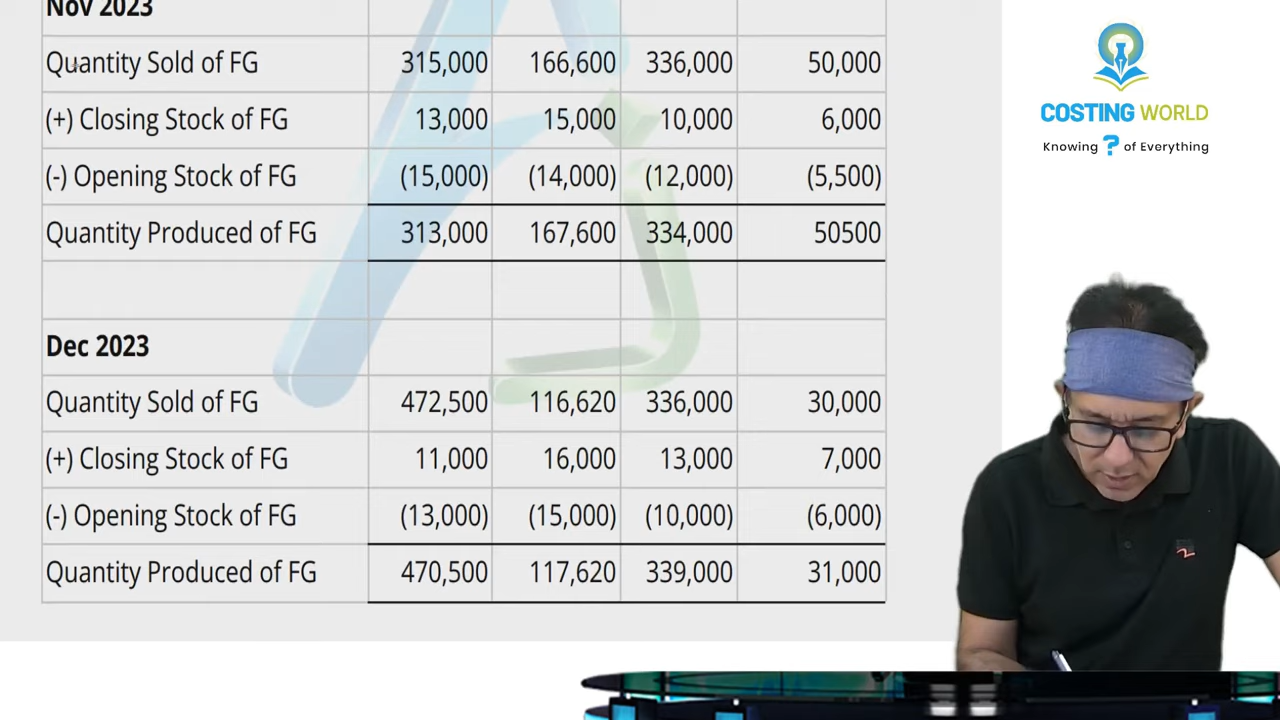 Nov 2023
Quantity Sold of FG 315,000 166,600 336,000 50,000
(+) Closing Stock of FG 13,000 15,000 10,000 6,000
(-) Opening Stock of FG (15,000) (14,000) (12,000) (5,500)
Quantity Produced of FG 313,000 167,600 334,000 50500
Dec 2023
Quantity Sold of FG 472,500 116,620 336,000 30,000
(+) Closing Stock of FG 11,000 16,000 13,000 7,000
(-) Opening Stock of FG (13,000) (15,000) (10,000) (6,000)
Quantity Produced of FG 470,500 117,620 339,000 31,000
COSTING WORLD
Knowing ? of Everything